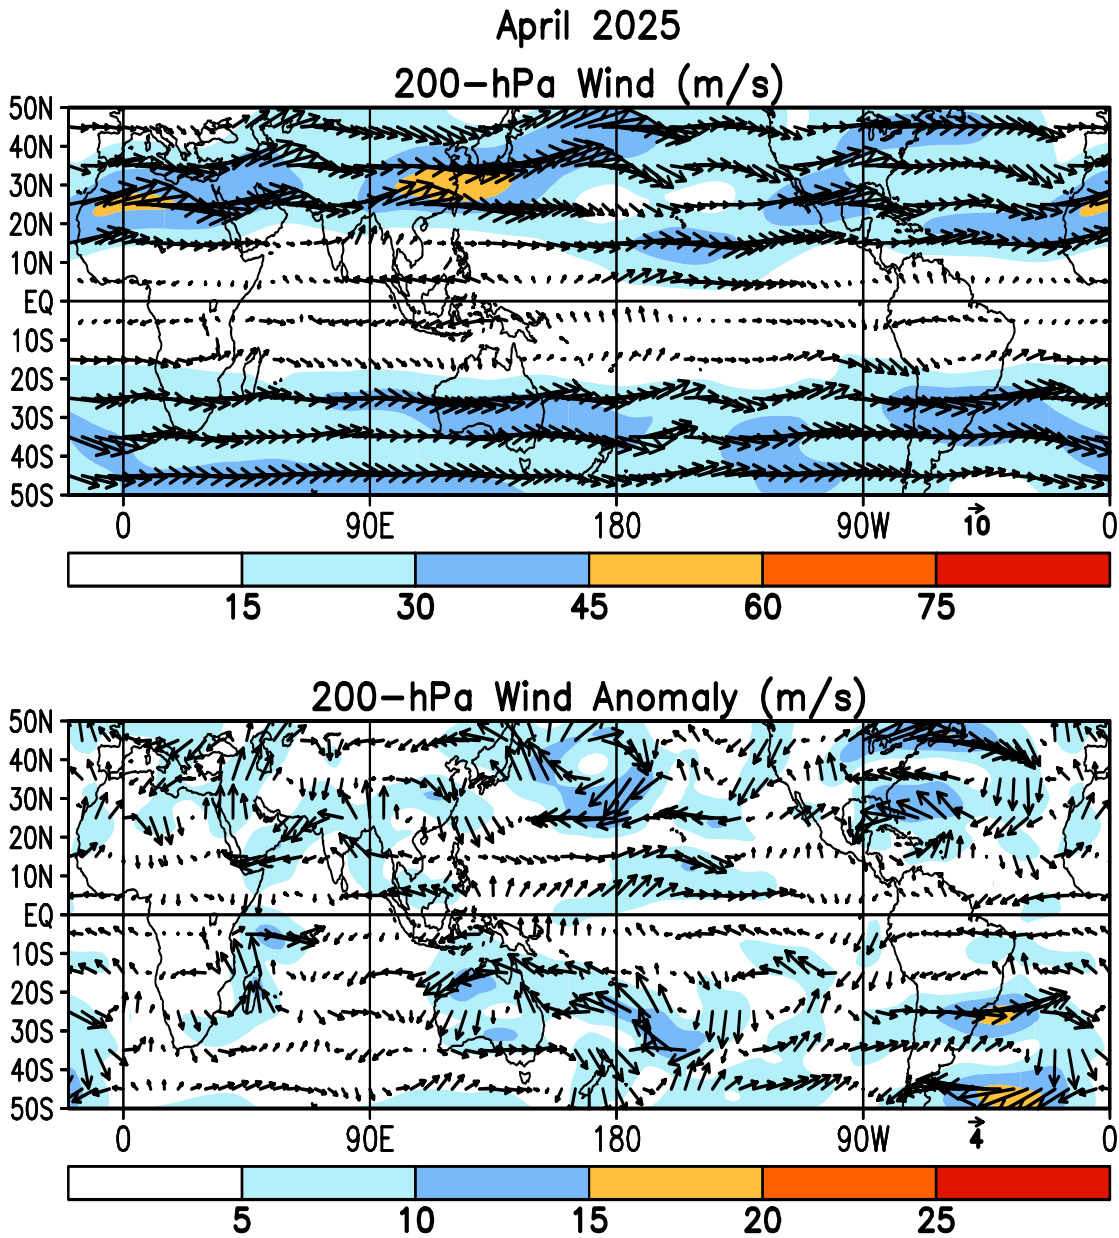 April 2025
200-hPa Wind (m/s)
50N
40N
30N
20N
10N
EQ
10S
20S
30S
40S
50S
0 90E 180 90W 10 0
15 30 45 60 75
200-hPa Wind Anomaly (m/s)
50N
40N
30N
20N
10N
EQ
10S
20S
30S
40S
50S
0 90E 180 90W 4 0
5 10 15 20 25